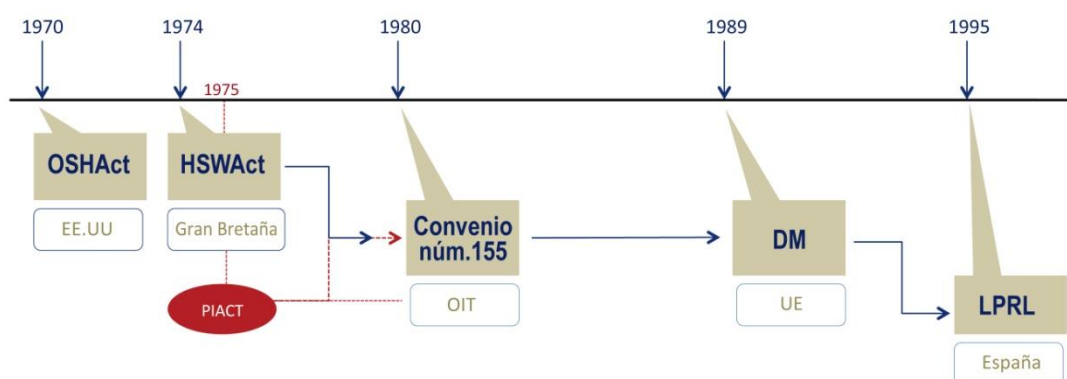 1970
1974
1980
1989
1995
1975
OSHAct
HSWAct
EE.UU
Gran Bretaña
Convenio
núm.155
DM
PIACT
OIT
UE
LPRL
España